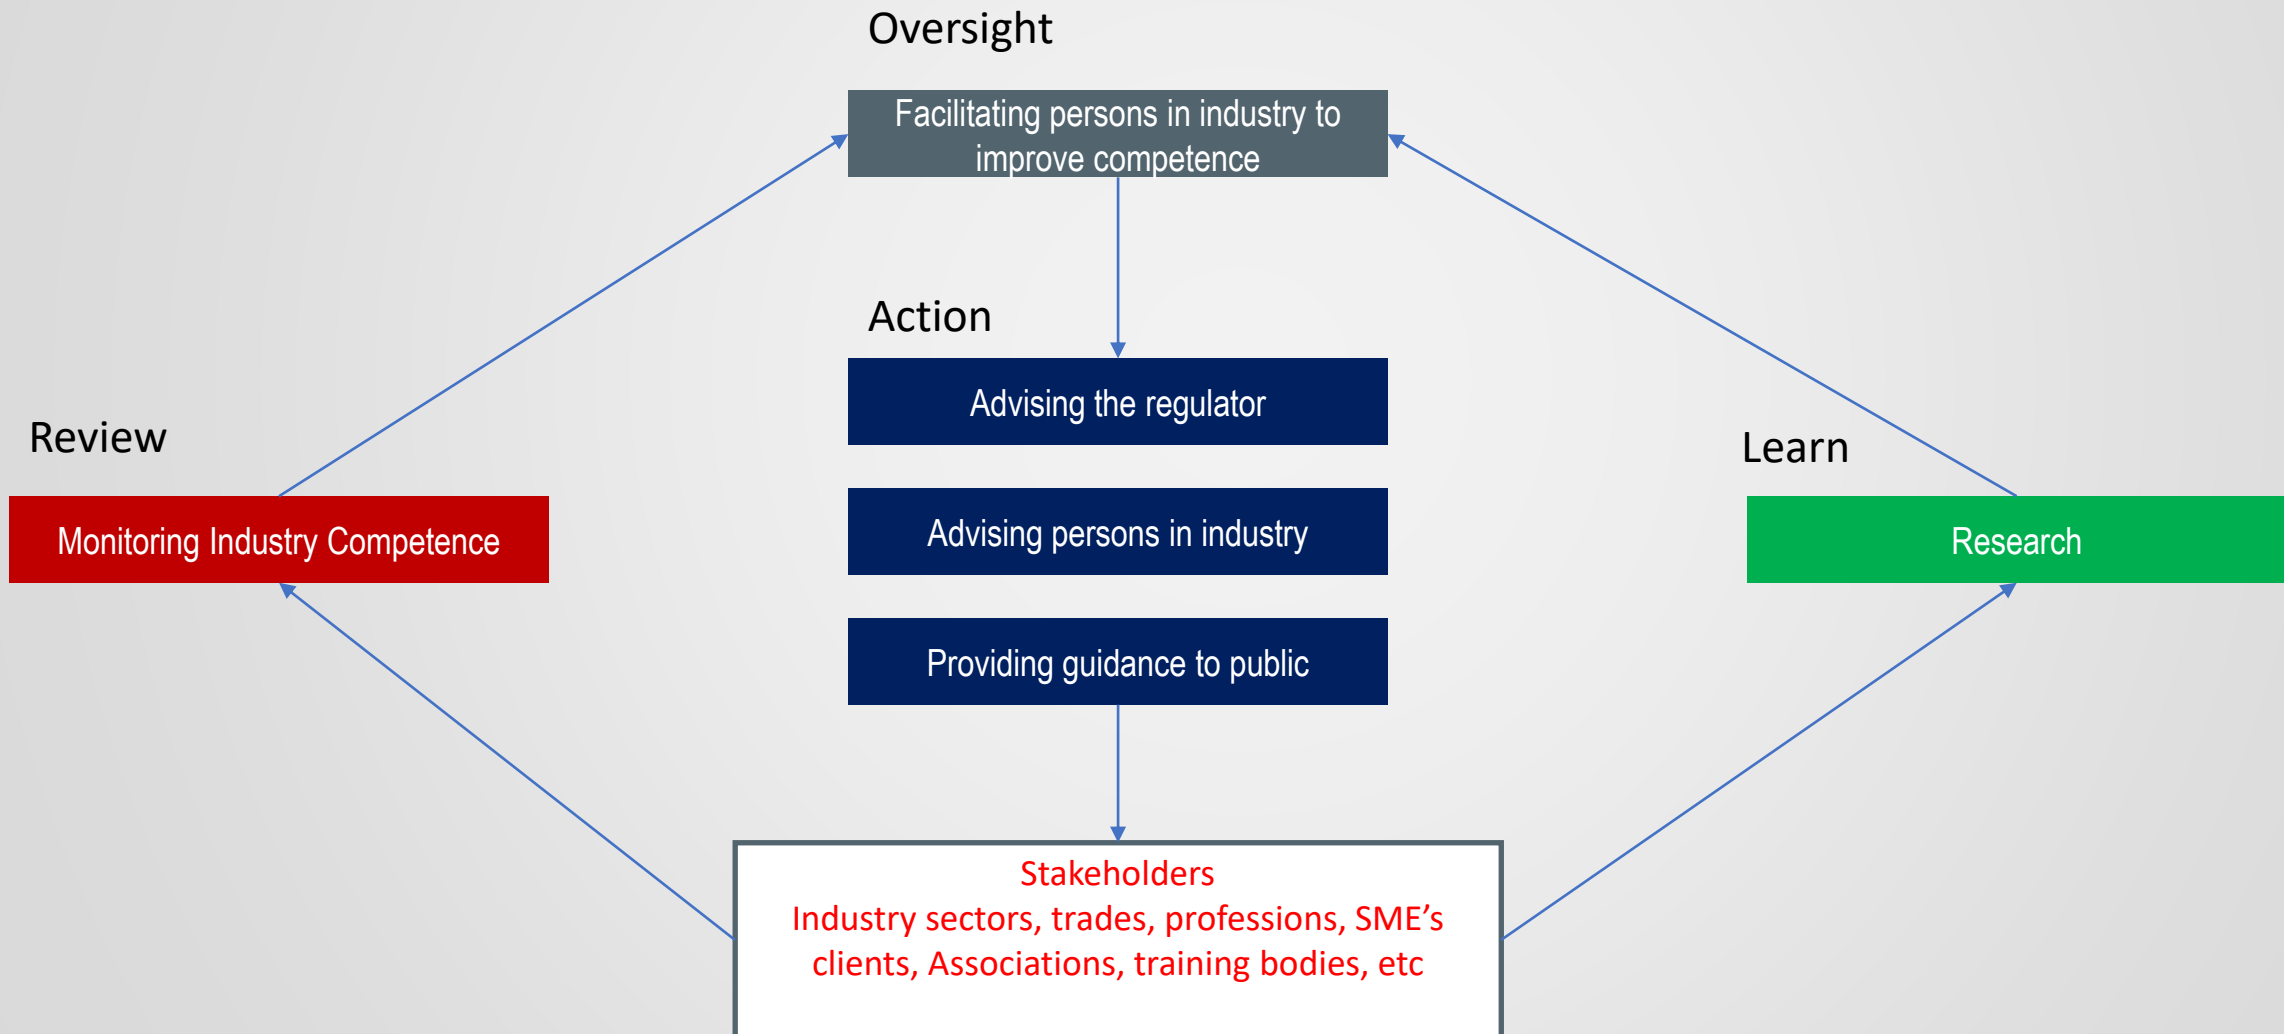 Oversight
Facilitating persons in industry to
improve competence
Action
Advising the regulator
Review
Learn
Monitoring Industry Competence
Advising persons in industry
Research
Providing guidance to public
Stakeholders
Industry sectors, trades, professions, SME’s
clients, Associations, training bodies, etc